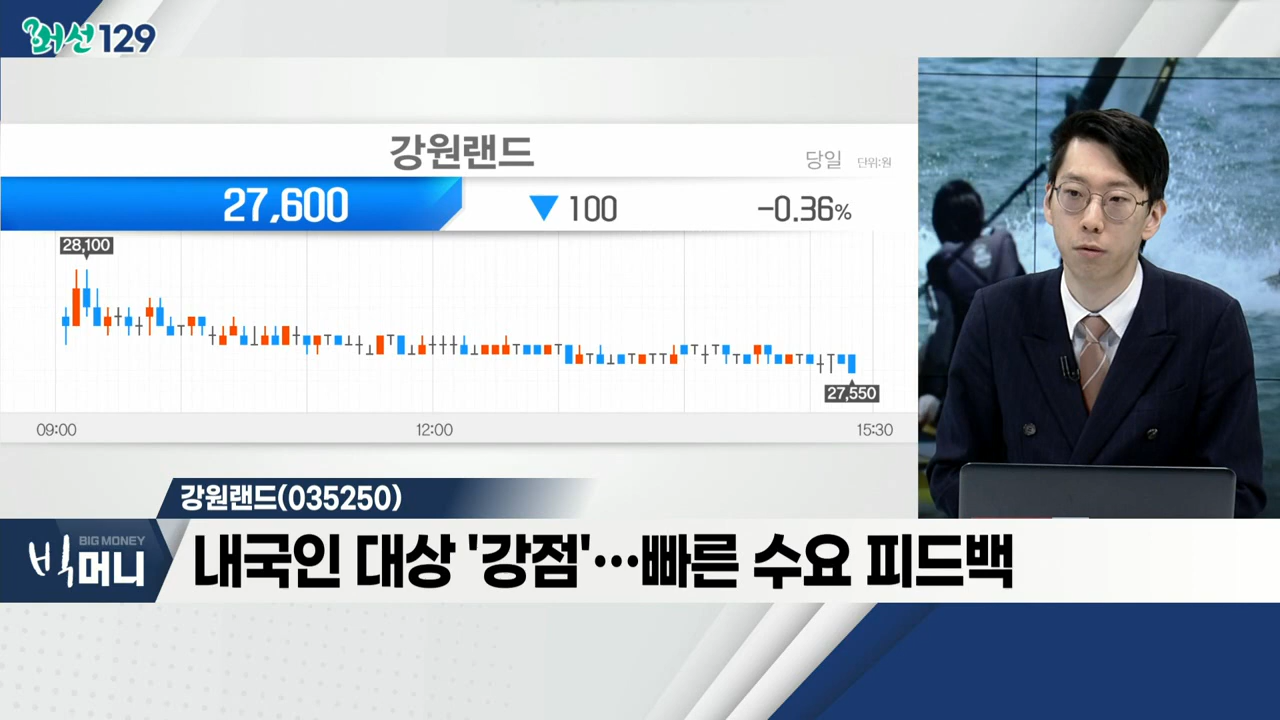 머선129
강원랜드
당일 단위:원
27,600 ▼100 -0.36%
28,100
27,550
09:00 12:00 15:30
강원랜드(035250)
BIG MONEY
빅머니
내국인 대상 '강점'…빠른 수요 피드백